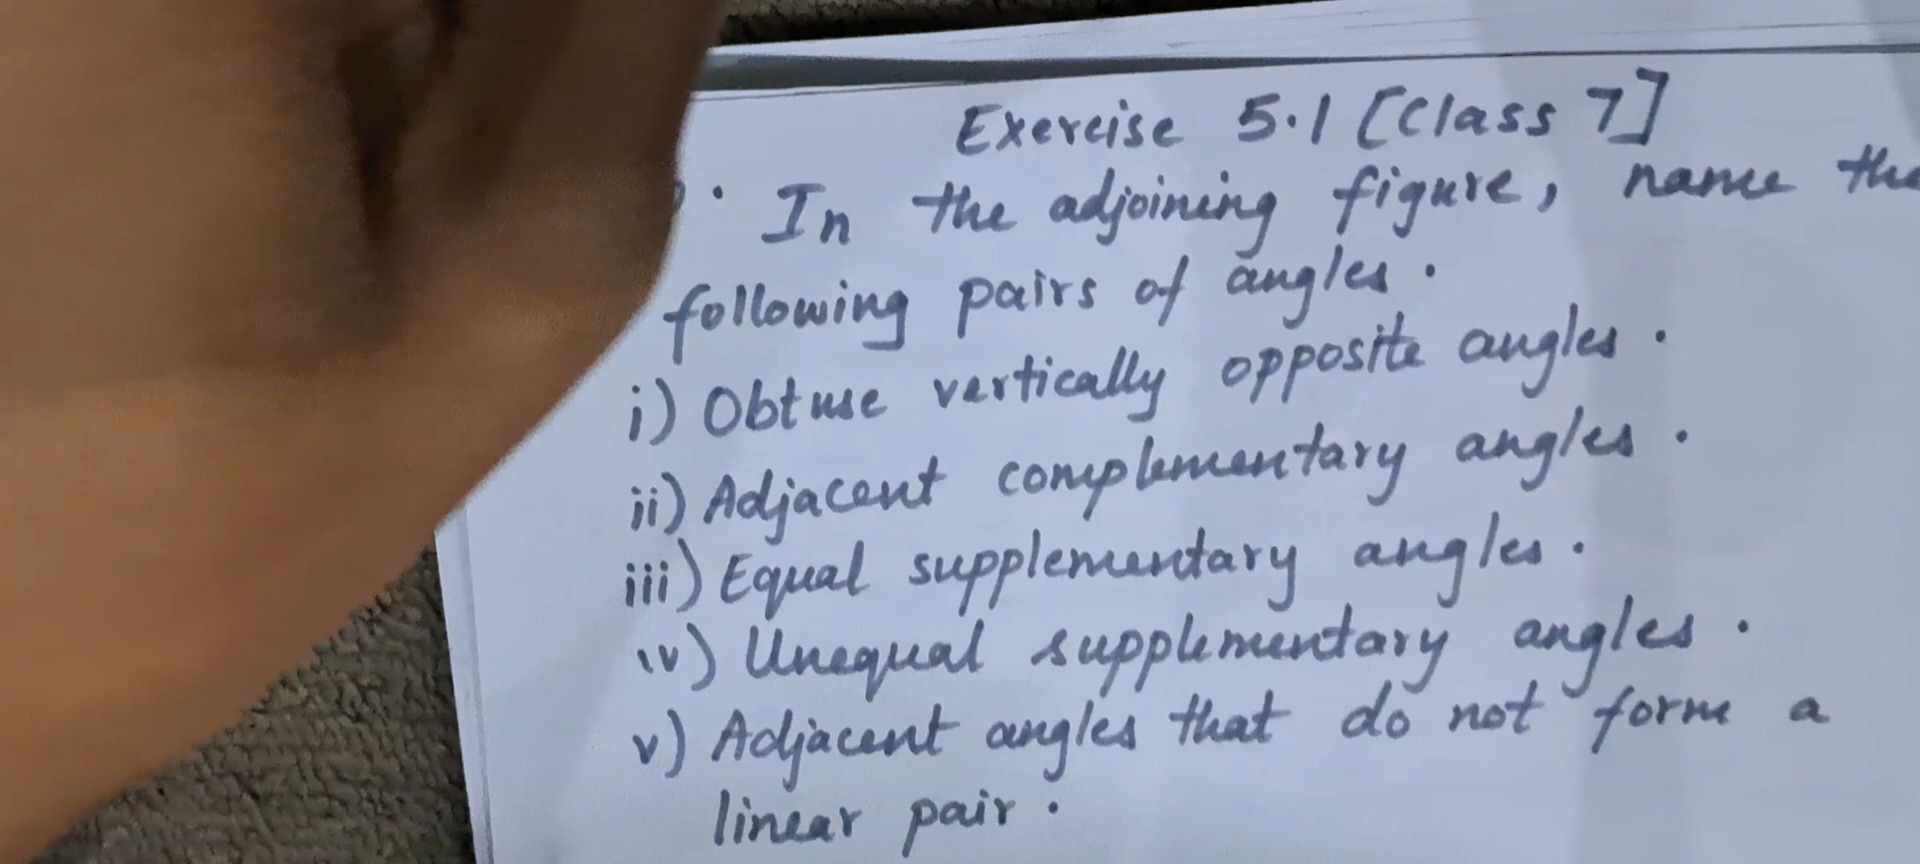 Exercise 5.1 [Class 7]
. In the adjoining figure, name the
following pairs of angles.
i) Obtuse vertically opposite angles.
ii) Adjacent complementary angles.
iii) Equal supplementary angles.
iv) Unequal supplementary angles.
v) Adjacent angles that do not form a
linear pair.